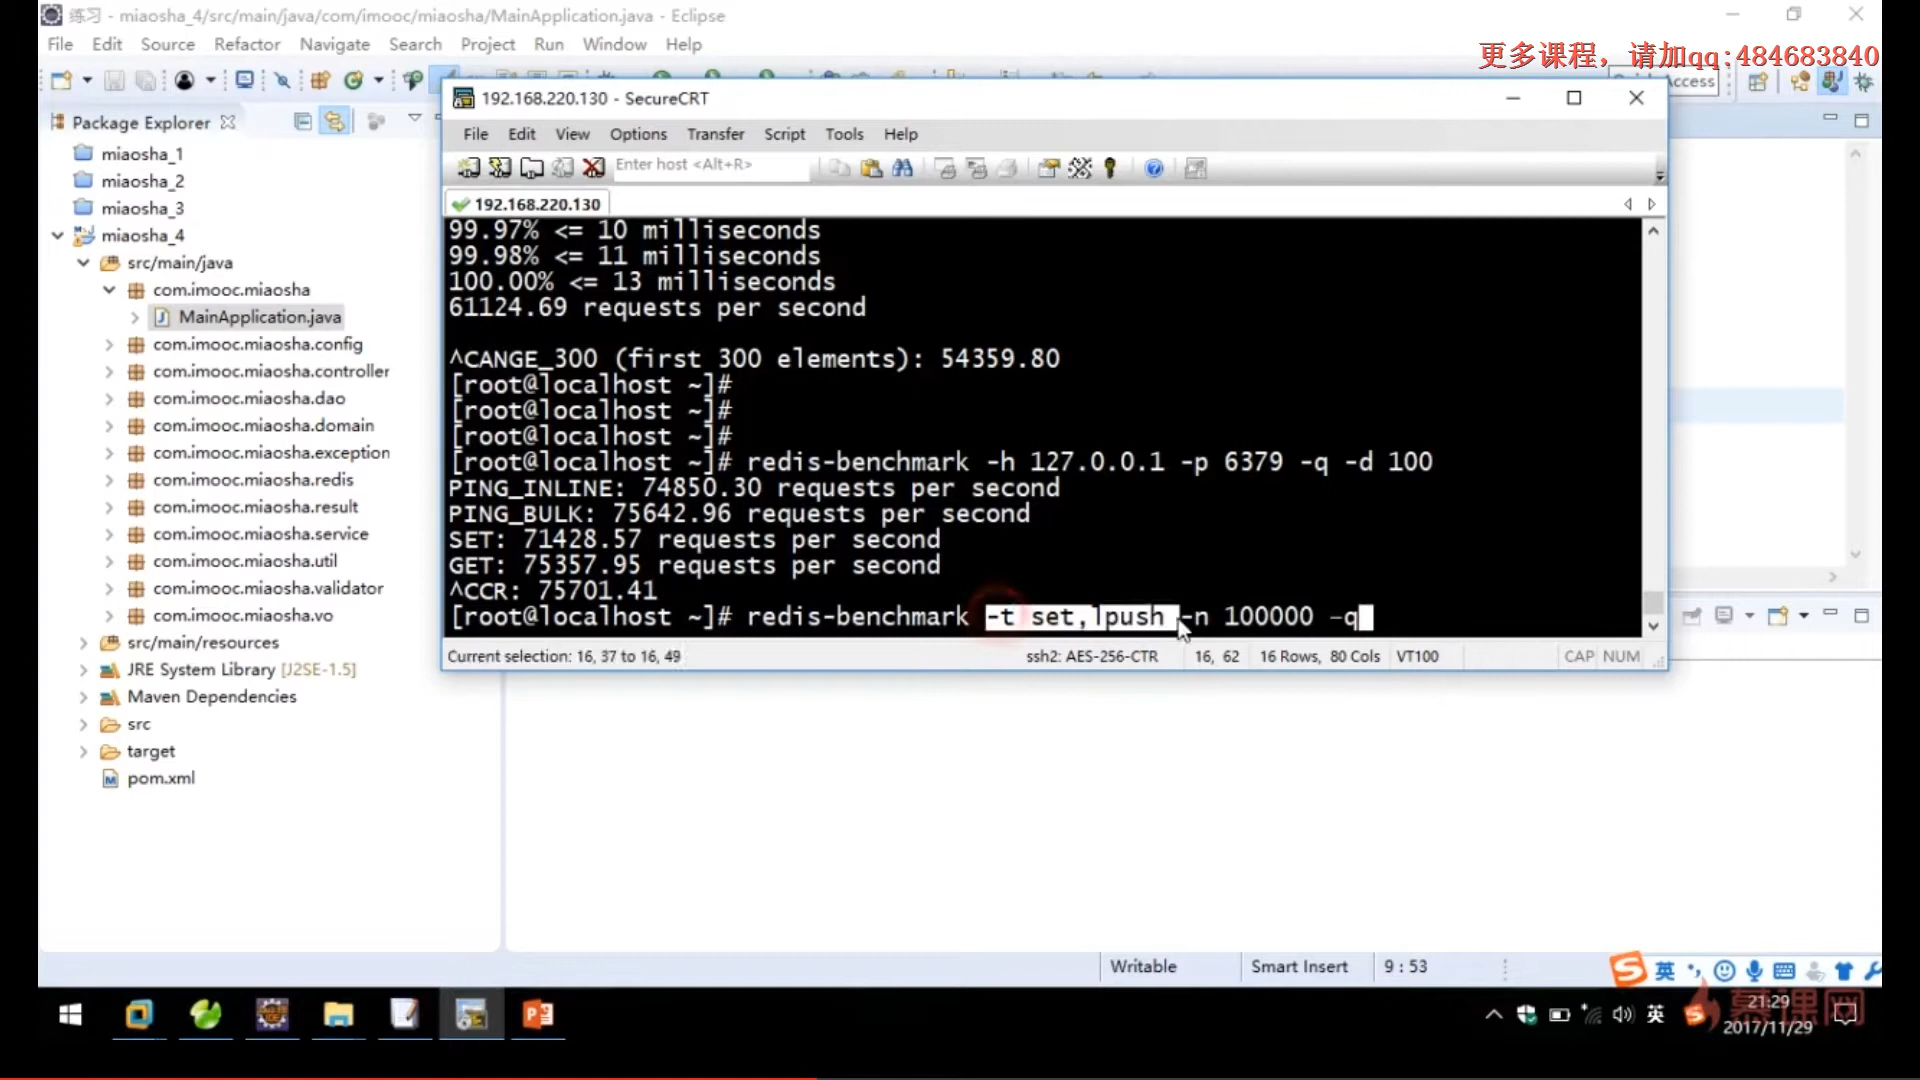 练习 - miaosha_4/src/main/java/com/imooc/miaosha/MainApplication.java - Eclipse
File Edit Source Refactor Navigate Search Project Run Window Help
更多课程，请加qq:484683840
Access
Package Explorer
miaosha_1
miaosha_2
miaosha_3
miaosha_4
src/main/java
com.imooc.miaosha
MainApplication.java
com.imooc.miaosha.config
com.imooc.miaosha.controller
com.imooc.miaosha.dao
com.imooc.miaosha.domain
com.imooc.miaosha.exception
com.imooc.miaosha.redis
com.imooc.miaosha.result
com.imooc.miaosha.service
com.imooc.miaosha.util
com.imooc.miaosha.validator
com.imooc.miaosha.vo
src/main/resources
JRE System Library [J2SE-1.5]
Maven Dependencies
src
target
pom.xml
192.168.220.130 - SecureCRT
File Edit View Options Transfer Script Tools Help
Enter host <Alt+R>
192.168.220.130
99.97% <= 10 milliseconds
99.98% <= 11 milliseconds
100.00% <= 13 milliseconds
61124.69 requests per second
^CANGE_300 (first 300 elements): 54359.80
[root@localhost ~]#
[root@localhost ~]#
[root@localhost ~]#
[root@localhost ~]# redis-benchmark -h 127.0.0.1 -p 6379 -q -d 100
PING_INLINE: 74850.30 requests per second
PING_BULK: 75642.96 requests per second
SET: 71428.57 requests per second
GET: 75357.95 requests per second
^CCR: 75701.41
[root@localhost ~]# redis-benchmark -t set,lpush -n 100000 -q
Current selection: 16, 37 to 16, 49 ssh2: AES-256-CTR 16, 62 16 Rows, 80 Cols VT100 CAP NUM
Writable Smart Insert 9 : 53
英
英
慕课网
21:29
2017/11/29